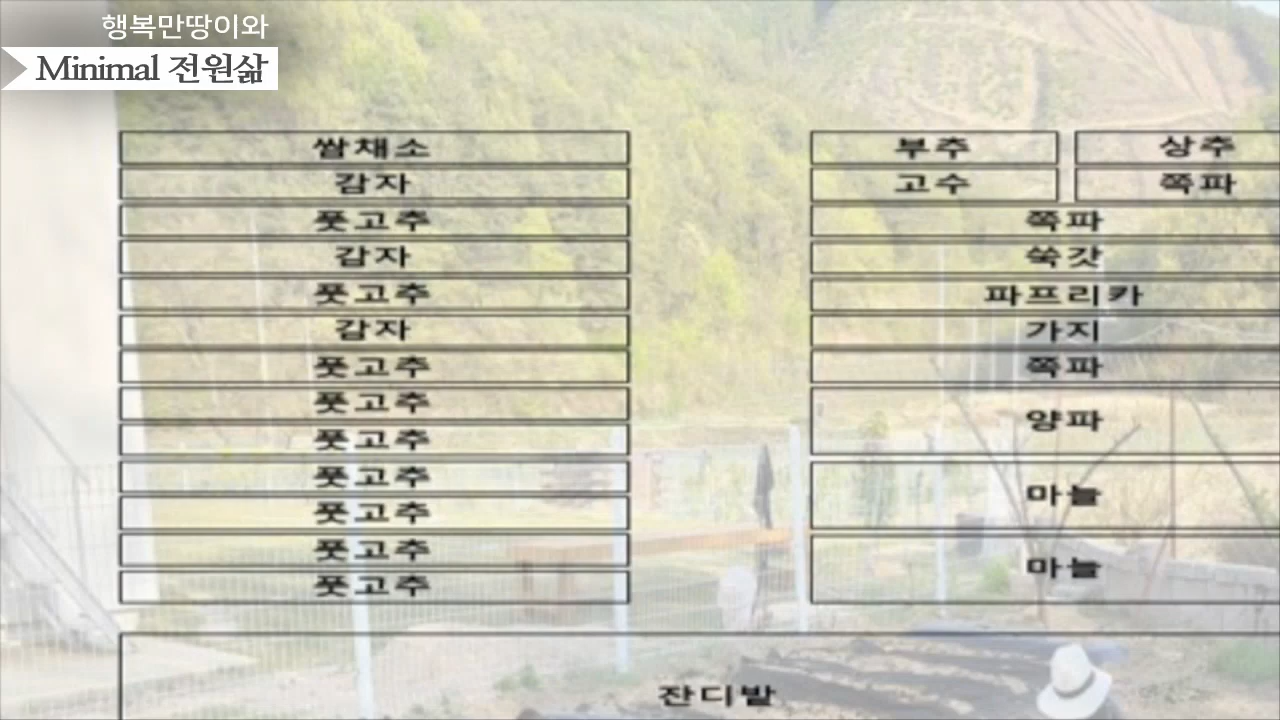 행복만땅이와
Minimal 전원삶
쌈채소
감자
풋고추
감자
풋고추
감자
풋고추
풋고추
풋고추
풋고추
풋고추
풋고추
풋고추
부추 상추
고수 쪽파
쪽파
쑥갓
파프리카
가지
쪽파
양파
마늘
마늘
잔디밭